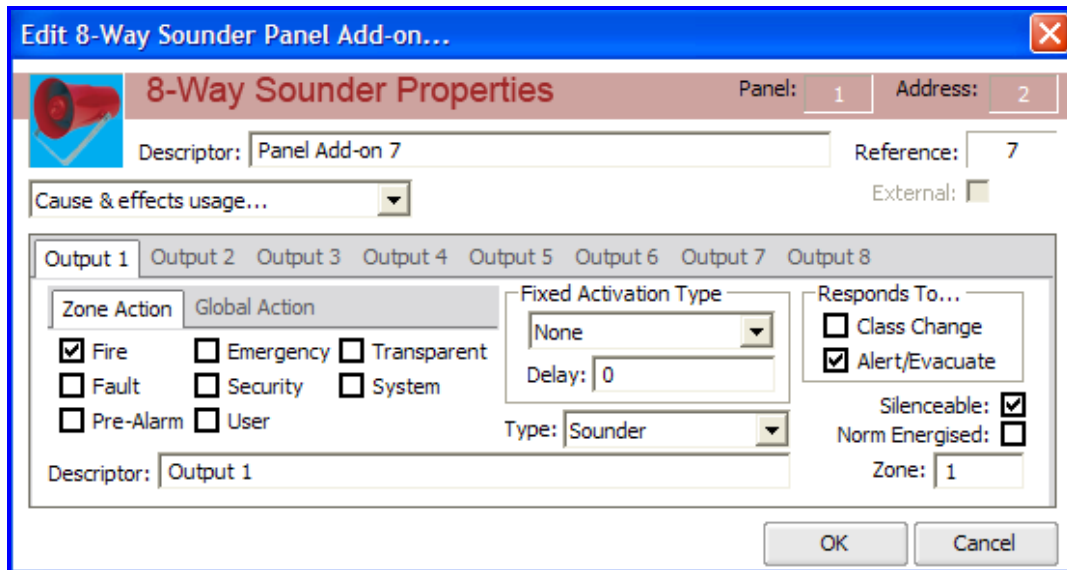 Edit 8-Way Sounder Panel Add-on...
8-Way Sounder Properties Panel: 1 Address: 2
Descriptor: Panel Add-on 7 Reference: 7
Cause & effects usage... External:
Output 1 Output 2 Output 3 Output 4 Output 5 Output 6 Output 7 Output 8
Zone Action Global Action
Fire Emergency Transparent
Fault Security System
Pre-Alarm User
Fixed Activation Type
None
Delay: 0
Type: Sounder
Responds To...
Class Change
Alert/Evacuate
Silenceable:
Norm Energised:
Descriptor: Output 1 Zone: 1
OK Cancel